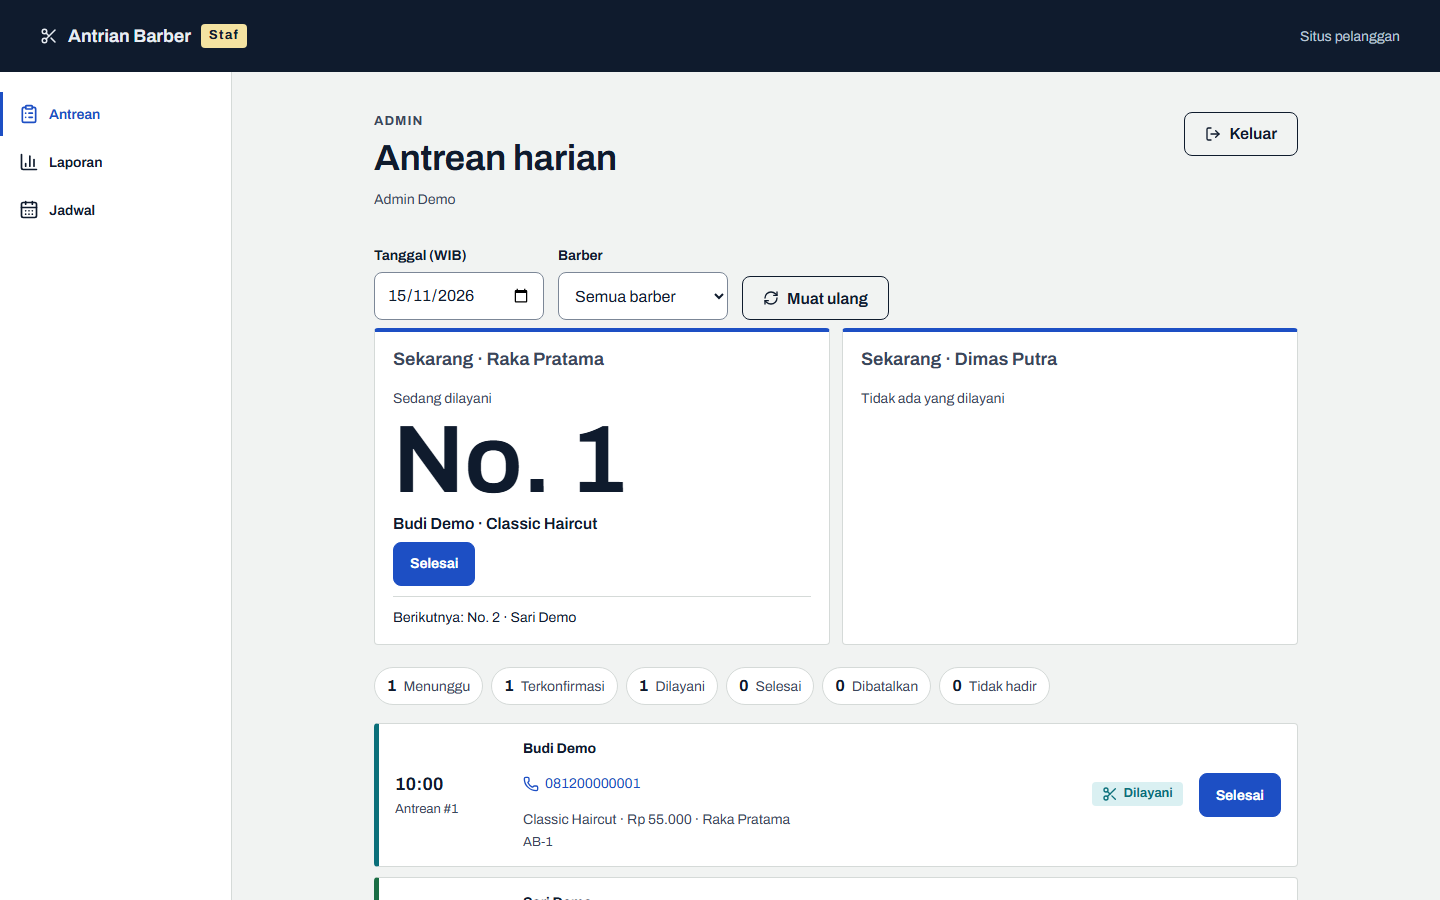 Antrian Barber Staf
Situs pelanggan
Antrean
Laporan
Jadwal
ADMIN
Antrean harian
Admin Demo
Keluar
Tanggal (WIB)
Barber
15/11/2026
Semua barber
Muat ulang
Sekarang · Raka Pratama
Sedang dilayani
No. 1
Budi Demo · Classic Haircut
Selesai
Berikutnya: No. 2 · Sari Demo
Sekarang · Dimas Putra
Tidak ada yang dilayani
1 Menunggu
1 Terkonfirmasi
1 Dilayani
0 Selesai
0 Dibatalkan
0 Tidak hadir
10:00
Antrean #1
Budi Demo
081200000001
Classic Haircut · Rp 55.000 · Raka Pratama
AB-1
Dilayani
Selesai